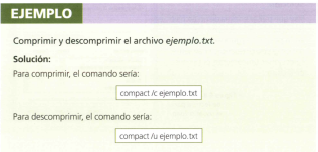 EJEMPLO
Comprimir y descomprimir el archivo ejemplo.txt.
Solución:
Para comprimir, el comando sería:
compact /c ejemplo.txt
Para descomprimir, el comando sería:
compact /u ejemplo.txt